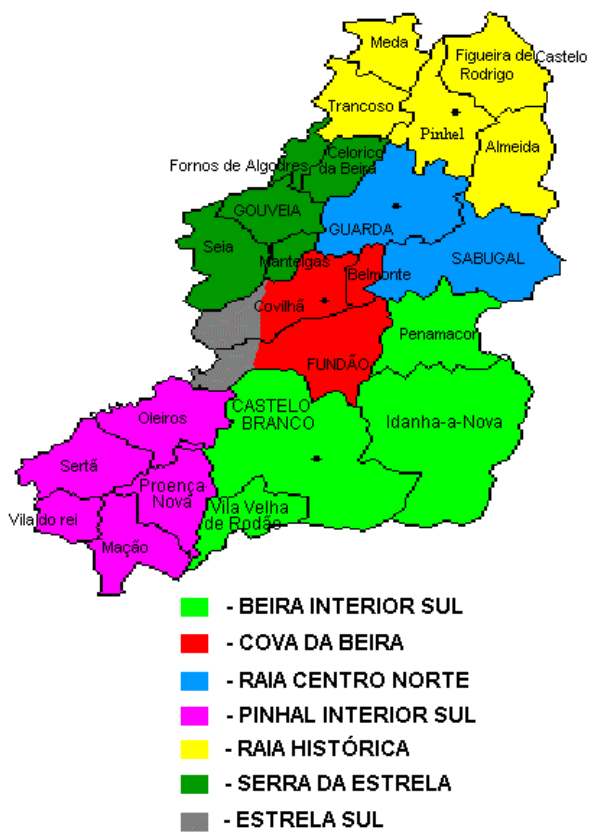 Meda
Figueira de Castelo
Rodrigo
Trancoso
Pinhel
Almeida
Celorico
da Beira
Fornos de Algodres
GOUVEIA
GUARDA
Seia
Manteigas
SABUGAL
Belmonte
Covilhã
Penamacor
FUNDÃO
CASTELO
BRANCO
Idanha-a-Nova
Oleiros
Sertã
Proença-
Nova
Vila Velha
de Rodão
Vila do rei
Mação
- BEIRA INTERIOR SUL
- COVA DA BEIRA
- RAIA CENTRO NORTE
- PINHAL INTERIOR SUL
- RAIA HISTÓRICA
- SERRA DA ESTRELA
- ESTRELA SUL